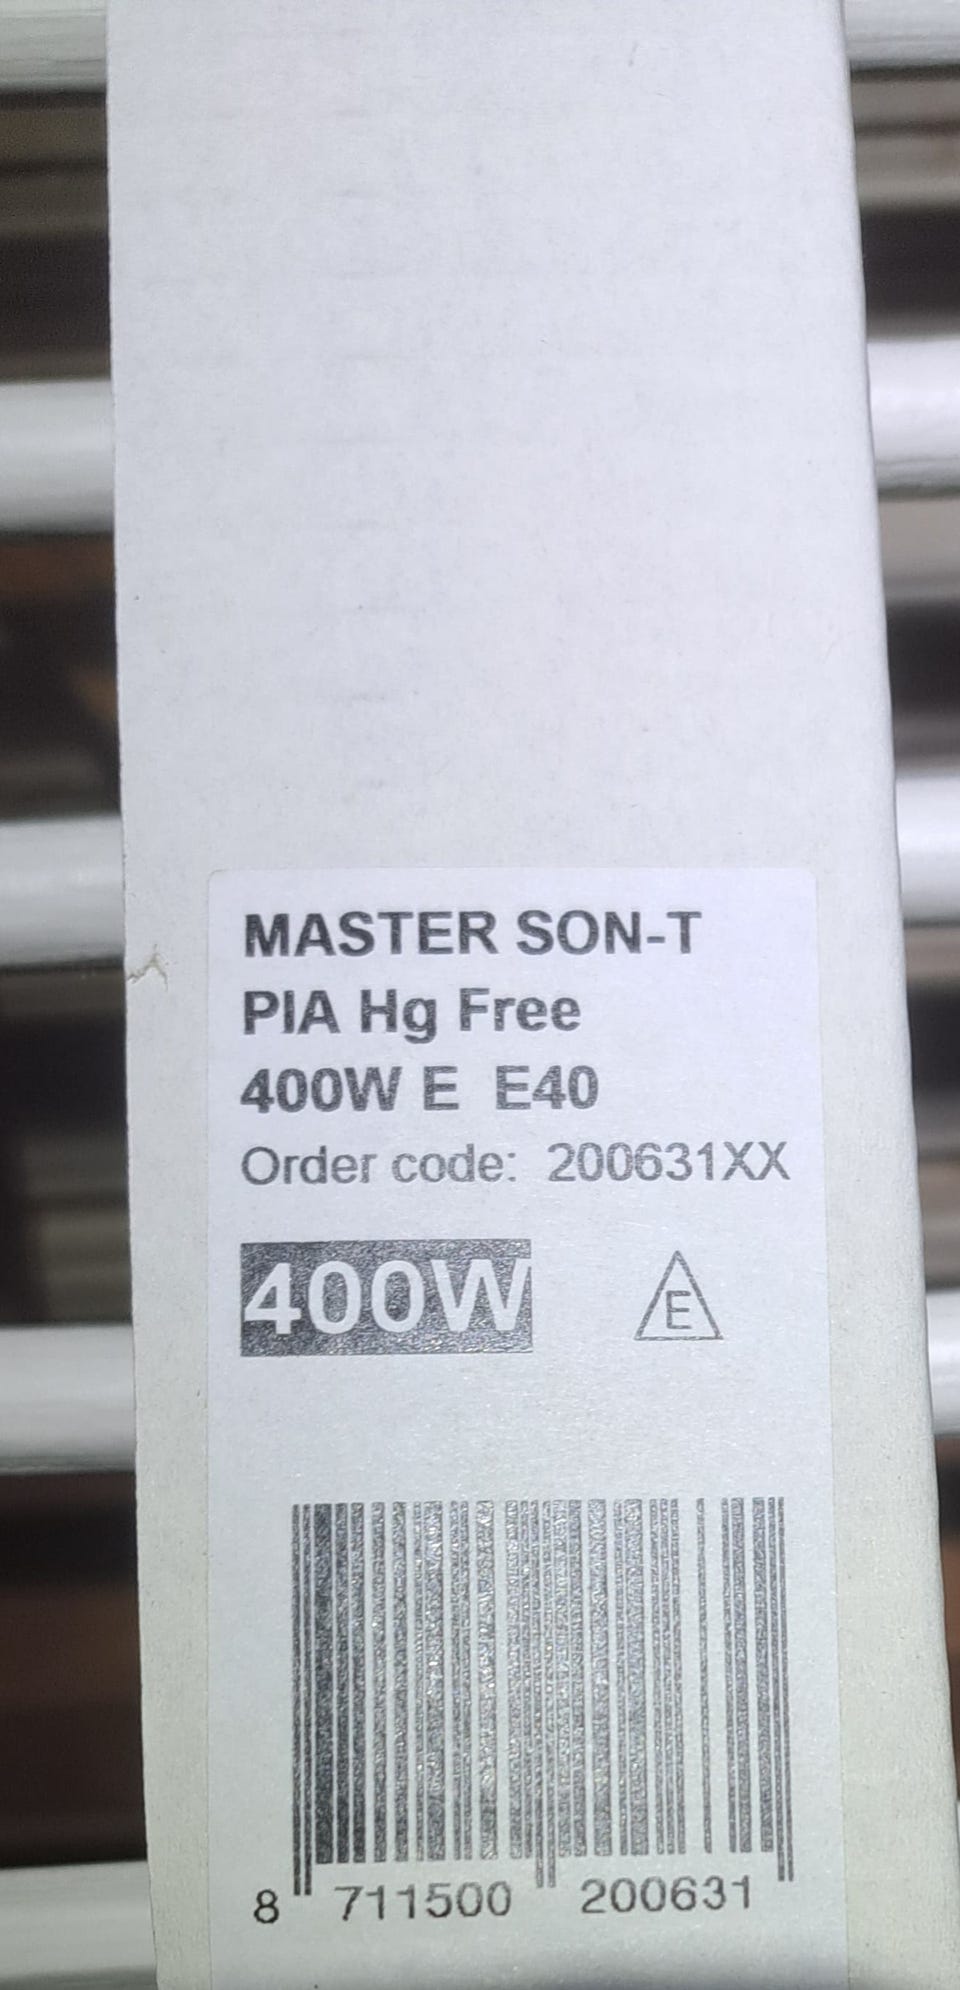 MASTER SON-T
PIA Hg Free
400W E E40
Order code: 200631XX
400W
E
8 711500 200631